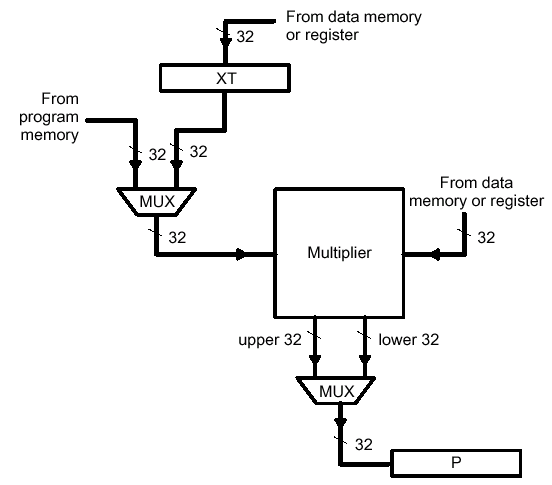 From data memory
or register
32
XT
From
program
memory
32
32
MUX
From data
memory or register
32
32
Multiplier
upper 32
lower 32
MUX
32
P